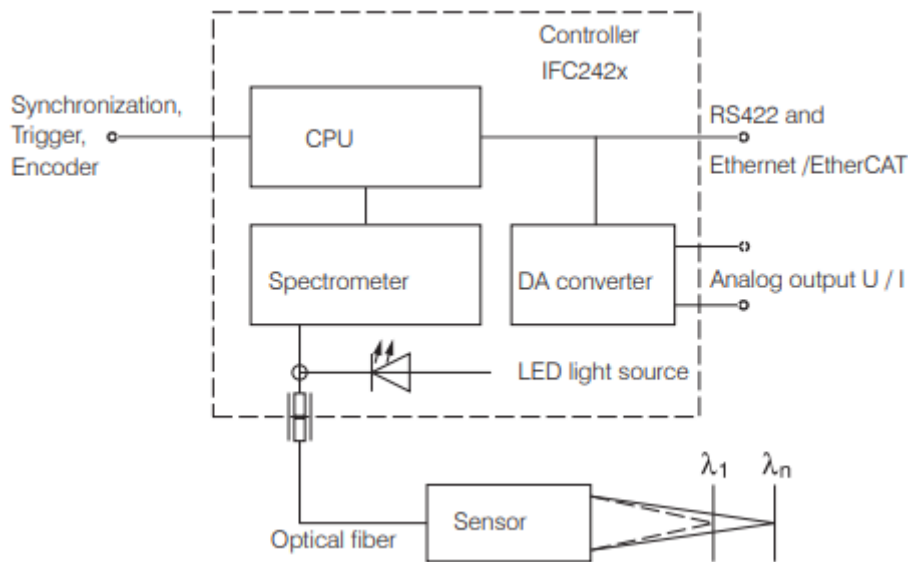 Controller
IFC242x
Synchronization,
Trigger,
Encoder
CPU
RS422 and
Ethernet /EtherCAT
Spectrometer
DA converter
Analog output U / I
LED light source
λ1
λn
Sensor
Optical fiber